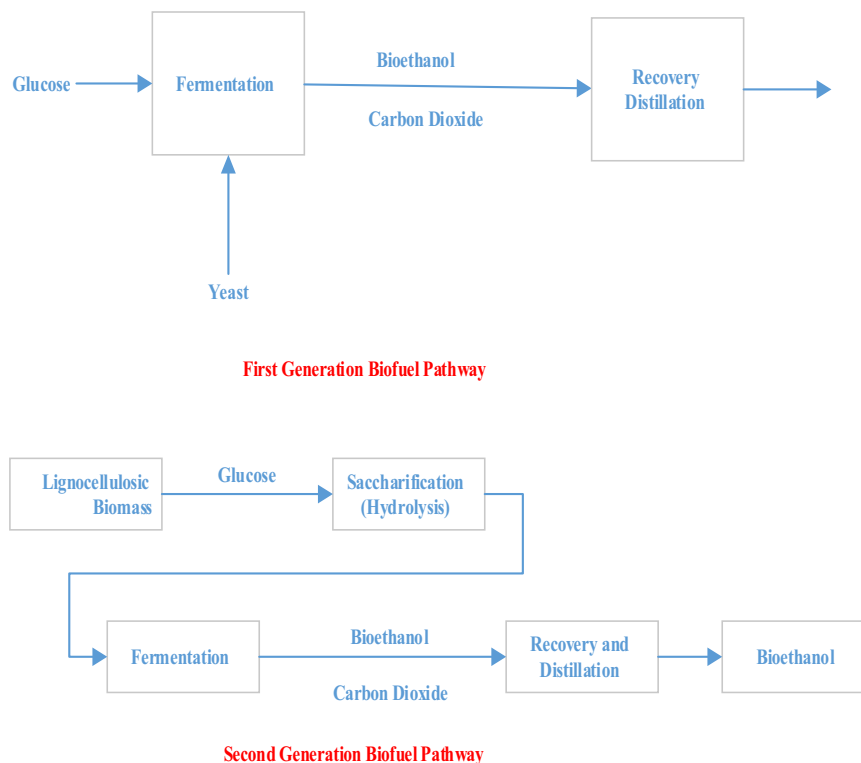 Bioethanol
Glucose
Fermentation
Recovery
Distillation
Carbon Dioxide
Yeast
First Generation Biofuel Pathway
Lignocellulosic
Biomass
Glucose
Saccharification
(Hydrolysis)
Fermentation
Bioethanol
Carbon Dioxide
Recovery and
Distillation
Bioethanol
Second Generation Biofuel Pathway